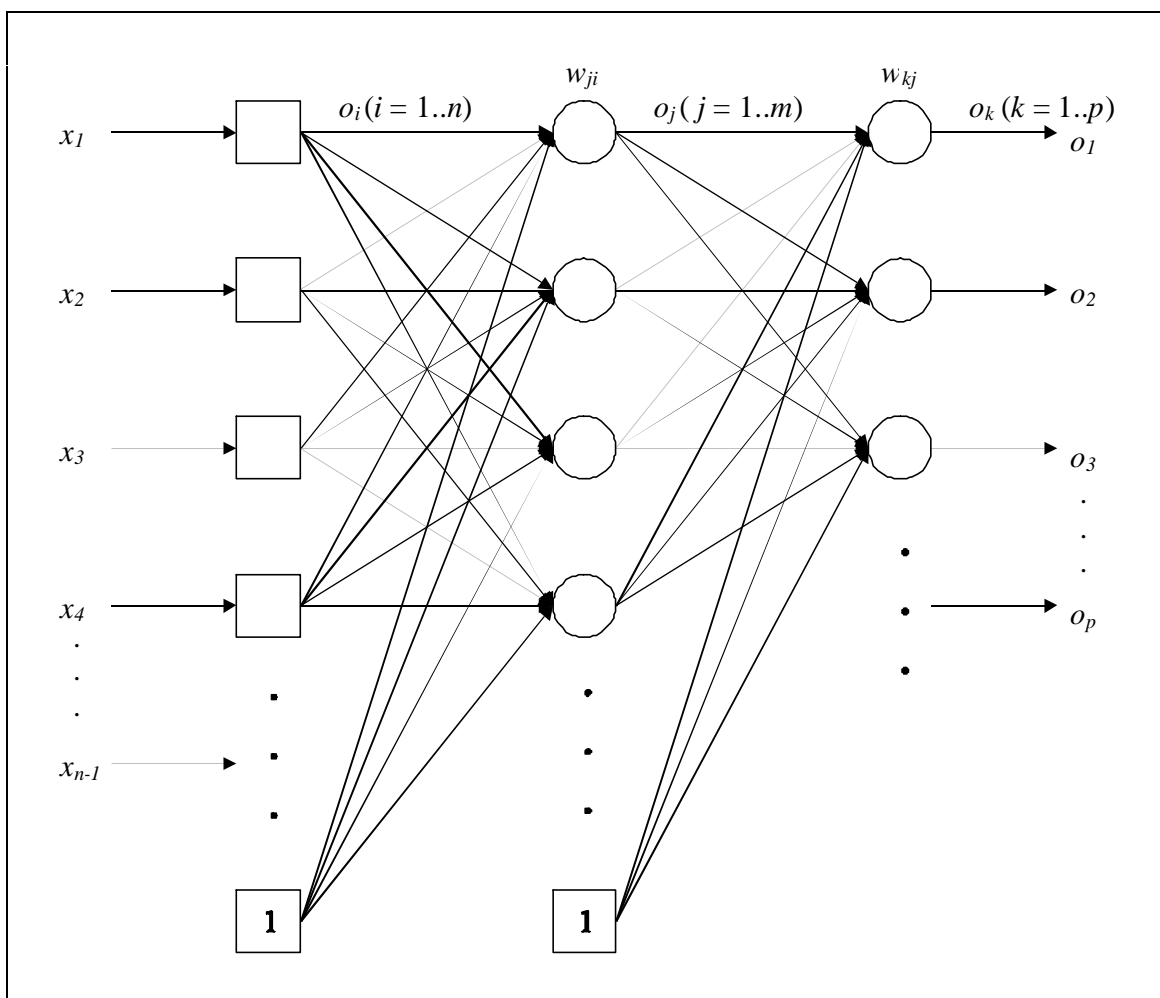 w_ji w_kj
o_i (i = 1..n) o_j (j = 1..m) o_k (k = 1..p)
x_1 o_1
x_2 o_2
x_3 o_3
.
.
.
x_4 o_p
.
.
.
x_n-1
1 1